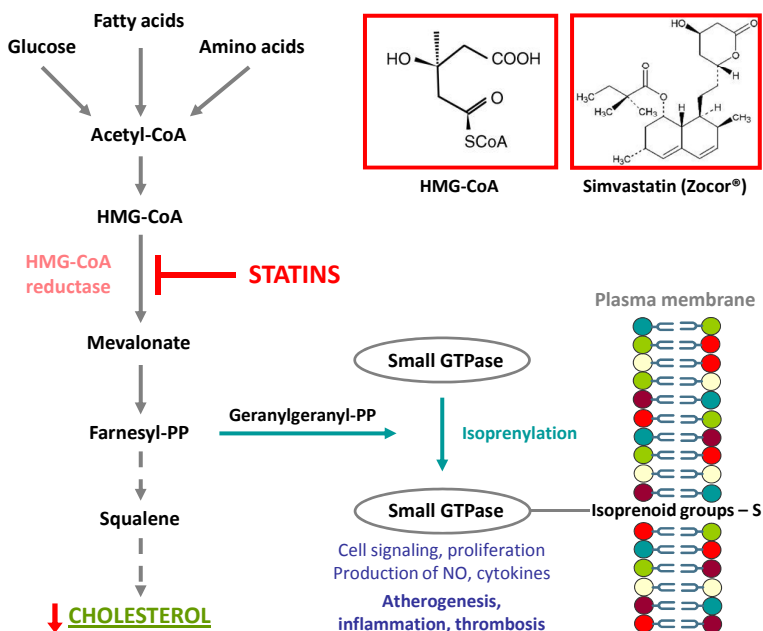 Fatty acids
Glucose
Amino acids
Acetyl-CoA
HMG-CoA
HMG-CoA
reductase
STATINS
Mevalonate
Farnesyl-PP
Geranylgeranyl-PP
Squalene
CHOLESTEROL
HO
COOH
O
SCoA
HMG-CoA
HO
O
O
H
O
O
H3C
H3C
CH3
H
H
CH3
H3C
Simvastatin (Zocor®)
Plasma membrane
Small GTPase
Isoprenylation
Small GTPase
Isoprenoid groups – S
Cell signaling, proliferation
Production of NO, cytokines
Atherogenesis,
inflammation, thrombosis